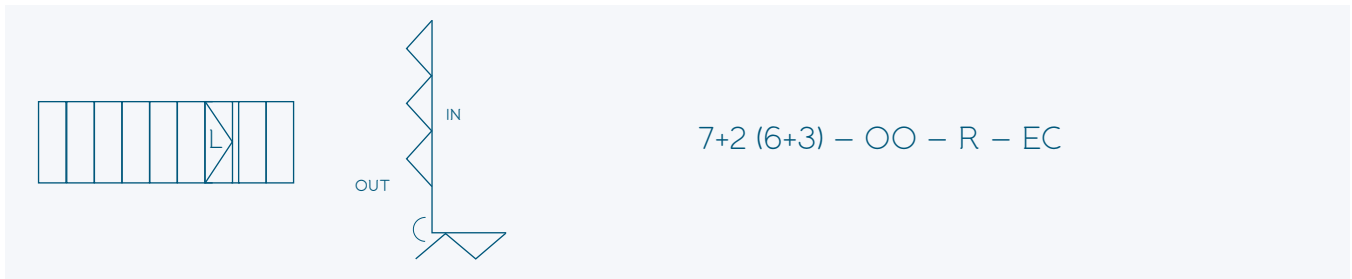 L
IN
OUT
7+2 (6+3) – OO – R – EC